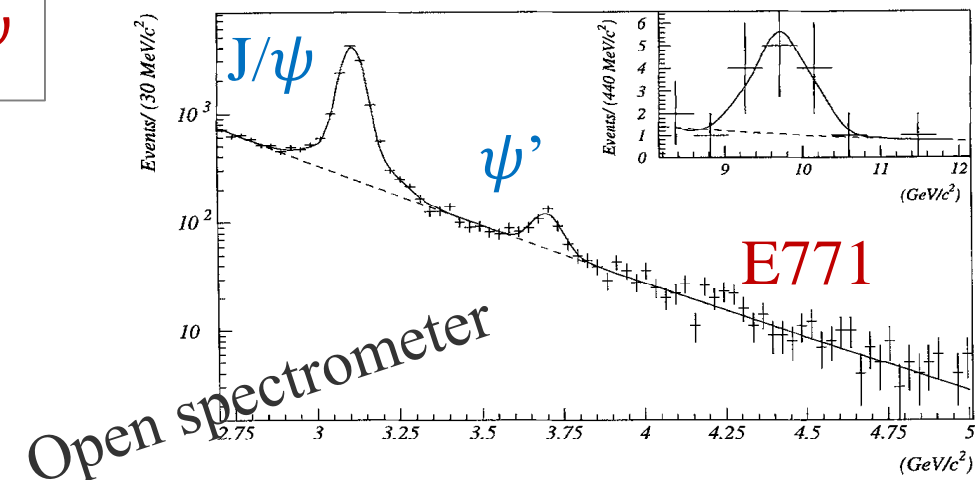 ψ
J/ψ
ψ’
E771
Open spectrometer
Events/ (30 MeV/c²)
10³
10²
10
2.75 3 3.25 3.5 3.75 4 4.25 4.5 4.75 5
(GeV/c²)
Events/ (440 MeV/c²)
6
5
4
3
2
1
0
9 10 11 12
(GeV/c²)